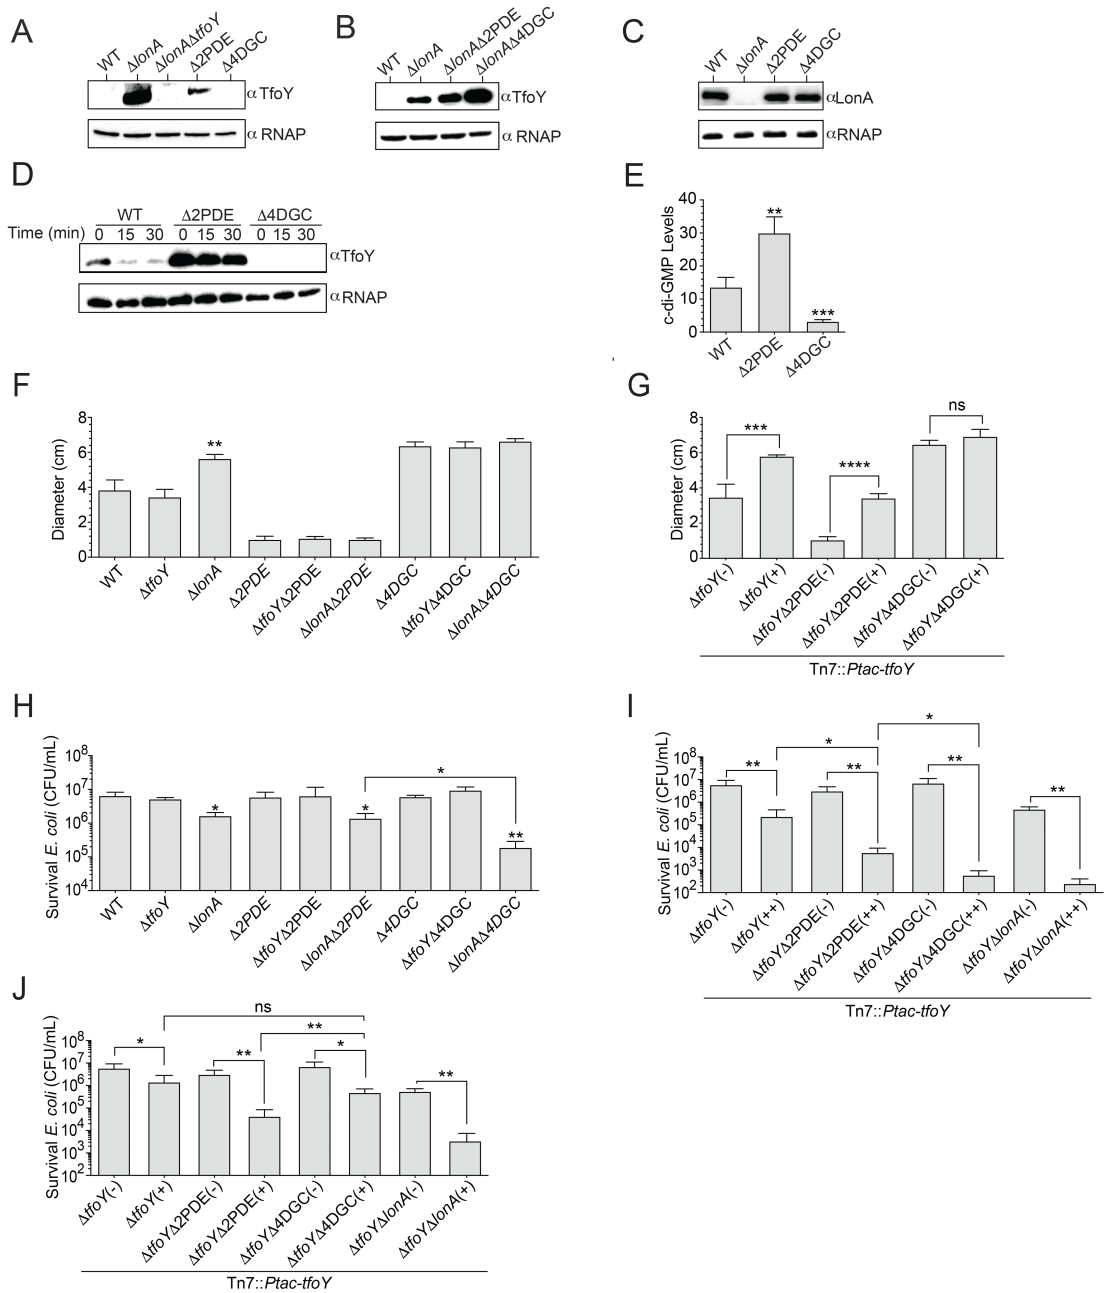 A
WT
ΔlonA
ΔlonAΔtfoY
Δ2PDE
Δ4DGC
αTfoY
α RNAP
B
WT
ΔlonA
ΔlonAΔ2PDE
ΔlonAΔ4DGC
αTfoY
α RNAP
C
WT
ΔlonA
Δ2PDE
Δ4DGC
αLonA
αRNAP
D
WT Δ2PDE Δ4DGC
Time (min) 0 15 30 0 15 30 0 15 30
αTfoY
αRNAP
E
c-di-GMP Levels
40
30
20
10
0
**
***
WT
Δ2PDE
Δ4DGC
F
Diameter (cm)
8
6
4
2
0
**
WT
ΔtfoY
ΔlonA
Δ2PDE
ΔtfoYΔ2PDE
ΔlonAΔ2PDE
Δ4DGC
ΔtfoYΔ4DGC
ΔlonAΔ4DGC
G
Diameter (cm)
8
6
4
2
0
***
****
ns
ΔtfoY(-)
ΔtfoY(+)
ΔtfoYΔ2PDE(-)
ΔtfoYΔ2PDE(+)
ΔtfoYΔ4DGC(-)
ΔtfoYΔ4DGC(+)
Tn7::Ptac-tfoY
H
Survival E. coli (CFU/mL)
10⁸
10⁷
10⁶
10⁵
10⁴
*
*
*
**
WT
ΔtfoY
ΔlonA
Δ2PDE
ΔtfoYΔ2PDE
ΔlonAΔ2PDE
Δ4DGC
ΔtfoYΔ4DGC
ΔlonAΔ4DGC
I
Survival E. coli (CFU/mL)
10⁸
10⁷
10⁶
10⁵
10⁴
10³
10²
**
*
**
*
**
**
ΔtfoY(-)
ΔtfoY(++)
ΔtfoYΔ2PDE(-)
ΔtfoYΔ2PDE(++)
ΔtfoYΔ4DGC(-)
ΔtfoYΔ4DGC(++)
ΔtfoYΔlonA(-)
ΔtfoYΔlonA(++)
Tn7::Ptac-tfoY
J
Survival E. coli (CFU/mL)
10⁸
10⁷
10⁶
10⁵
10⁴
10³
10²
*
ns
**
**
*
**
ΔtfoY(-)
ΔtfoY(+)
ΔtfoYΔ2PDE(-)
ΔtfoYΔ2PDE(+)
ΔtfoYΔ4DGC(-)
ΔtfoYΔ4DGC(+)
ΔtfoYΔlonA(-)
ΔtfoYΔlonA(+)
Tn7::Ptac-tfoY